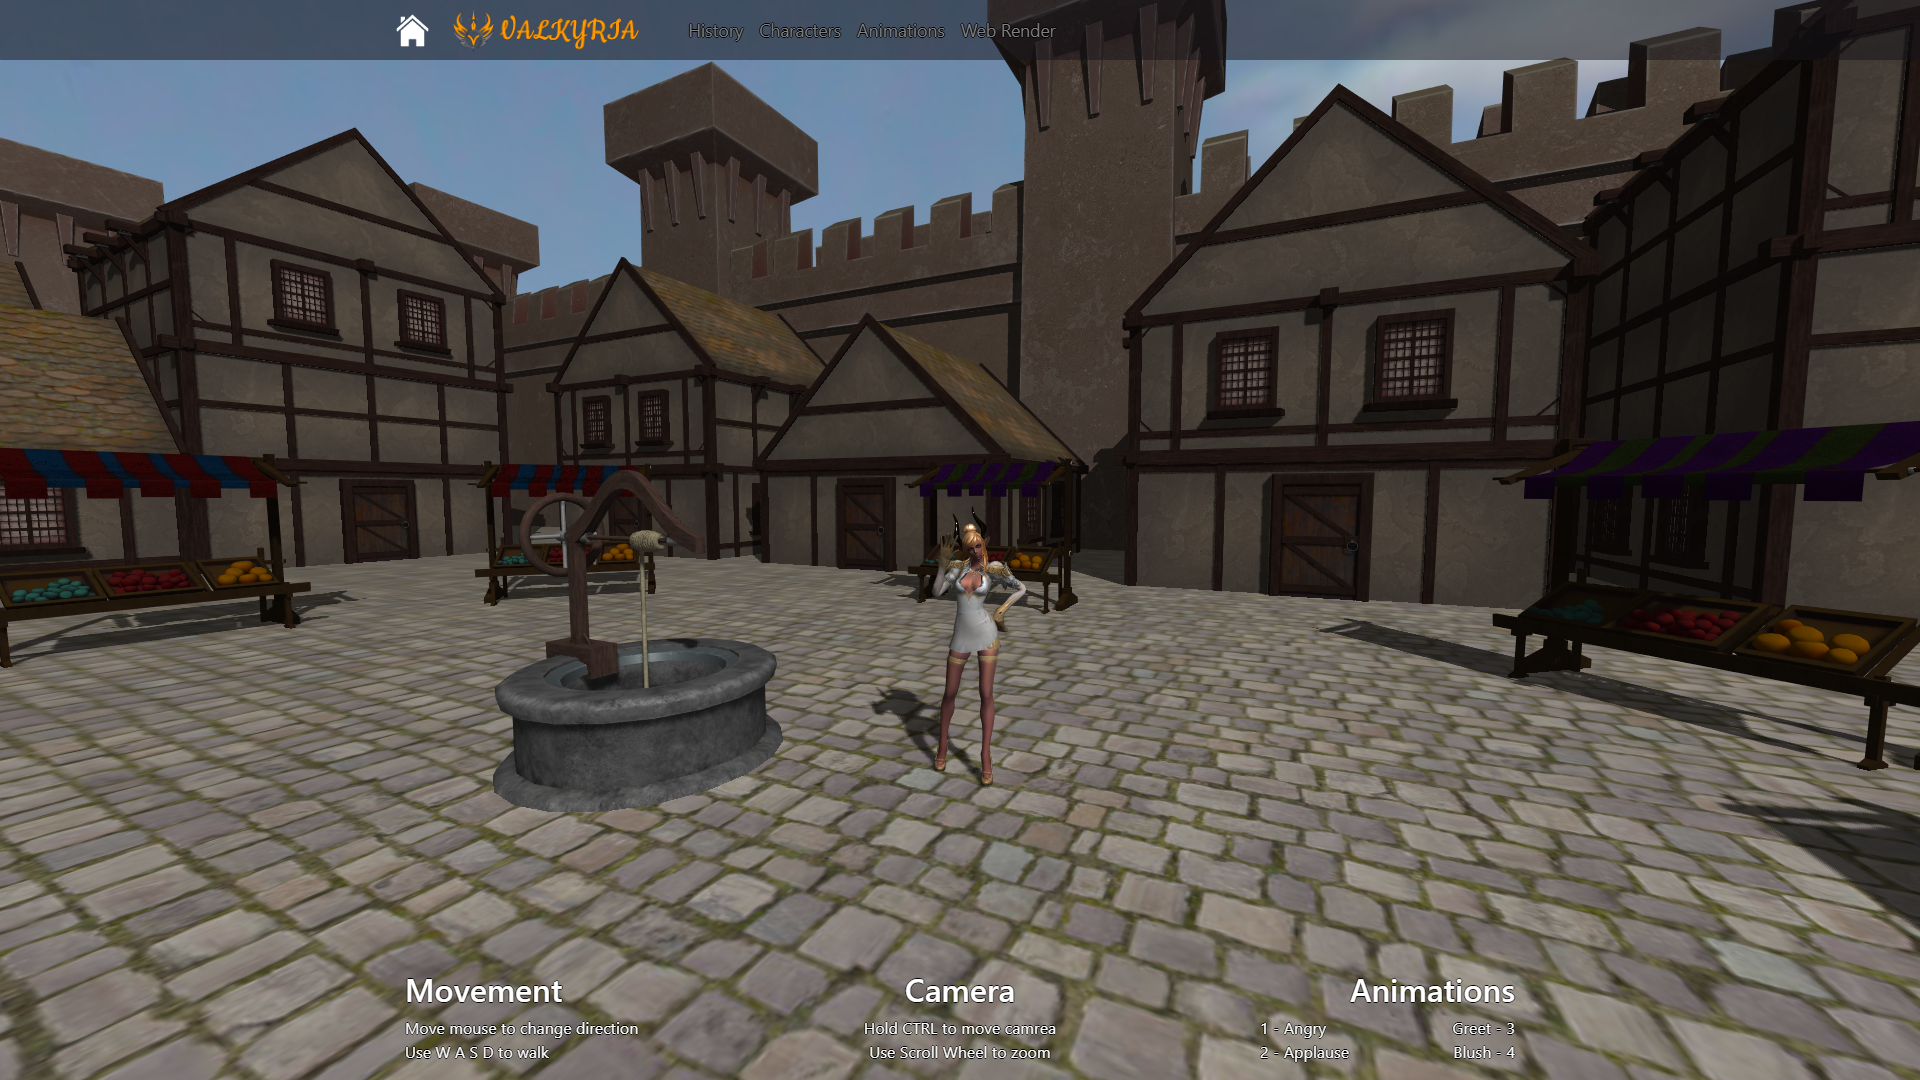 VALKYRIA History Characters Animations Web Render
Movement
Move mouse to change direction
Use W A S D to walk
Camera
Hold CTRL to move camrea
Use Scroll Wheel to zoom
Animations
1 - Angry Greet - 3
2 - Applause Blush - 4